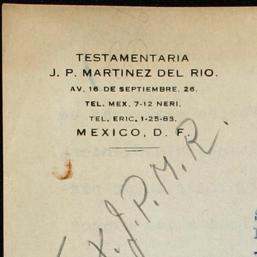 TESTAMENTARIA
J. P. MARTINEZ DEL RIO.
AV. 16 DE SEPTIEMBRE. 26.
TEL. MEX. 7-12 NERI.
TEL. ERIC. 1-25-83.
MEXICO, D. F.
J.P.M.R.